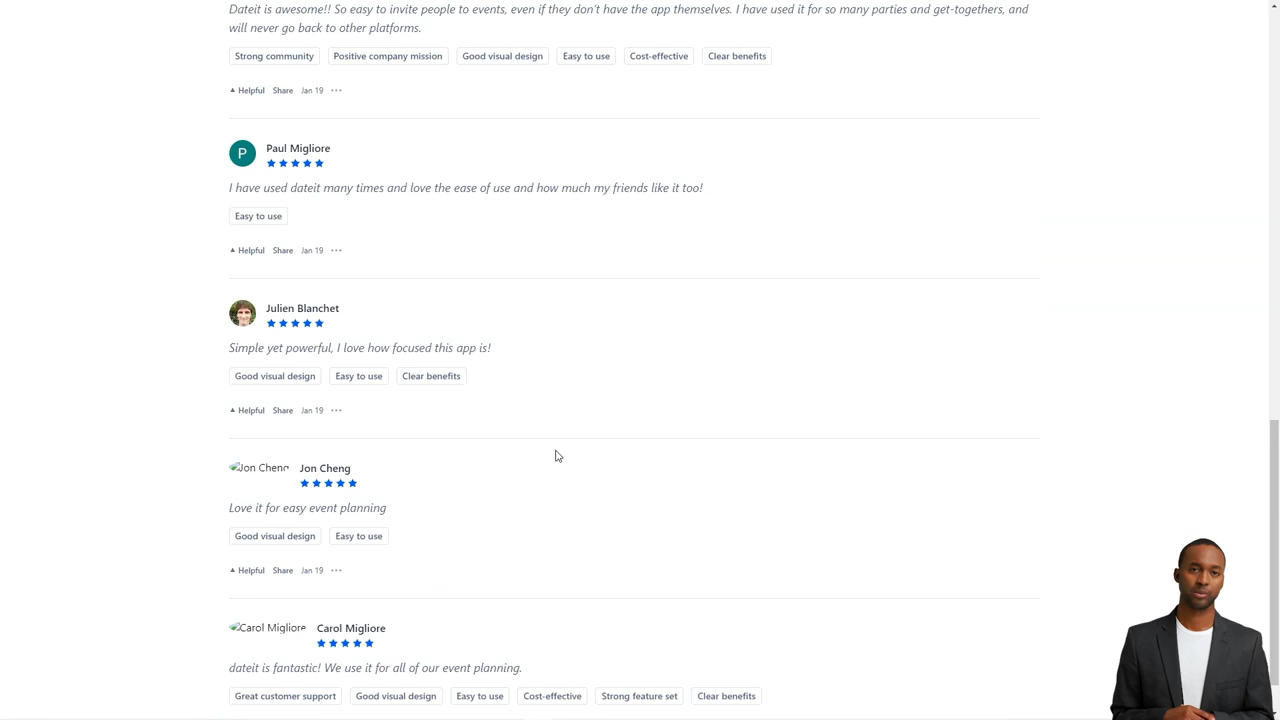 Dateit is awesome!! So easy to invite people to events, even if they don't have the app themselves. I have used it for so many parties and get-togethers, and
will never go back to other platforms.
Strong community Positive company mission Good visual design Easy to use Cost-effective Clear benefits
▲ Helpful Share Jan 19 •••
P
Paul Migliore
I have used dateit many times and love the ease of use and how much my friends like it too!
Easy to use
▲ Helpful Share Jan 19 •••
Julien Blanchet
Simple yet powerful, I love how focused this app is!
Good visual design Easy to use Clear benefits
▲ Helpful Share Jan 19 •••
Jon Cheng Jon Cheng
Love it for easy event planning
Good visual design Easy to use
▲ Helpful Share Jan 19 •••
Carol Migliore Carol Migliore
dateit is fantastic! We use it for all of our event planning.
Great customer support Good visual design Easy to use Cost-effective Strong feature set Clear benefits